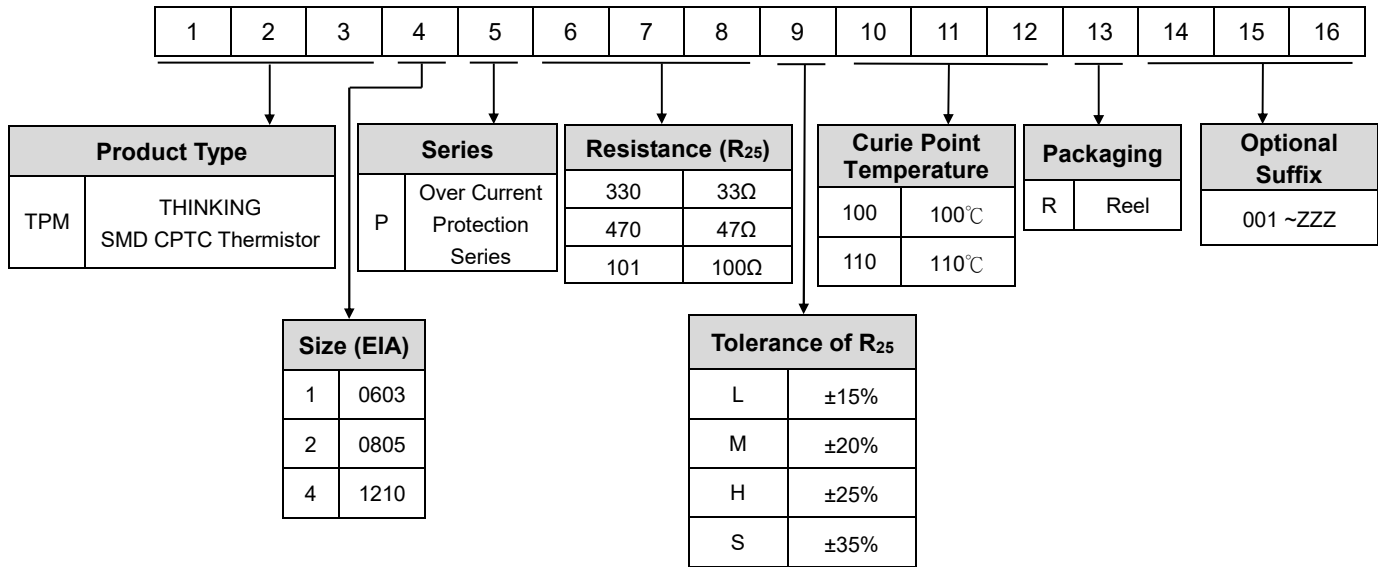 1 2 3 4 5 6 7 8 9 10 11 12 13 14 15 16
Product Type
TPM
THINKING
SMD CPTC Thermistor
Series
P
Over Current
Protection
Series
Resistance (R25)
330 33Ω
470 47Ω
101 100Ω
Curie Point
Temperature
100 100℃
110 110℃
Packaging
R Reel
Optional
Suffix
001 ~ZZZ
Size (EIA)
1 0603
2 0805
4 1210
Tolerance of R25
L ±15%
M ±20%
H ±25%
S ±35%